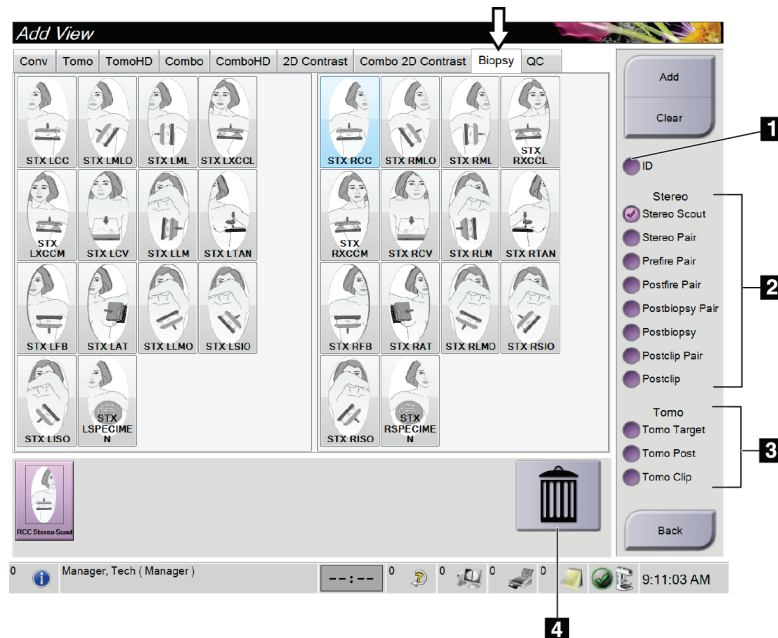 Add View
Conv Tomo TomoHD Combo ComboHD 2D Contrast Combo 2D Contrast Biopsy QC
STX LCC STX LMLO STX LML STX LXCCL
STX RCC STX RMLO STX RML STX
RXCCL
STX
LXCCM STX LCV STX LLM STX LTAN
STX
RXCCM STX RCV STX RLM STX RTAN
STX LFB STX LAT STX LLMO STX LSIO
STX RFB STX RAT STX RLMO STX RSIO
STX LISO STX
LSPECIME
N
STX RISO STX
RSPECIME
N
Add
Clear
1
ID
Stereo
Stereo Scout
Stereo Pair
Prefire Pair
Postfire Pair
Postbiopsy Pair
Postbiopsy
Postclip Pair
Postclip
2
Tomo
Tomo Target
Tomo Post
Tomo Clip
3
Back
RCC Stereo Scout
4
0 Manager, Tech ( Manager ) --:-- 0 0 0 0 9:11:03 AM